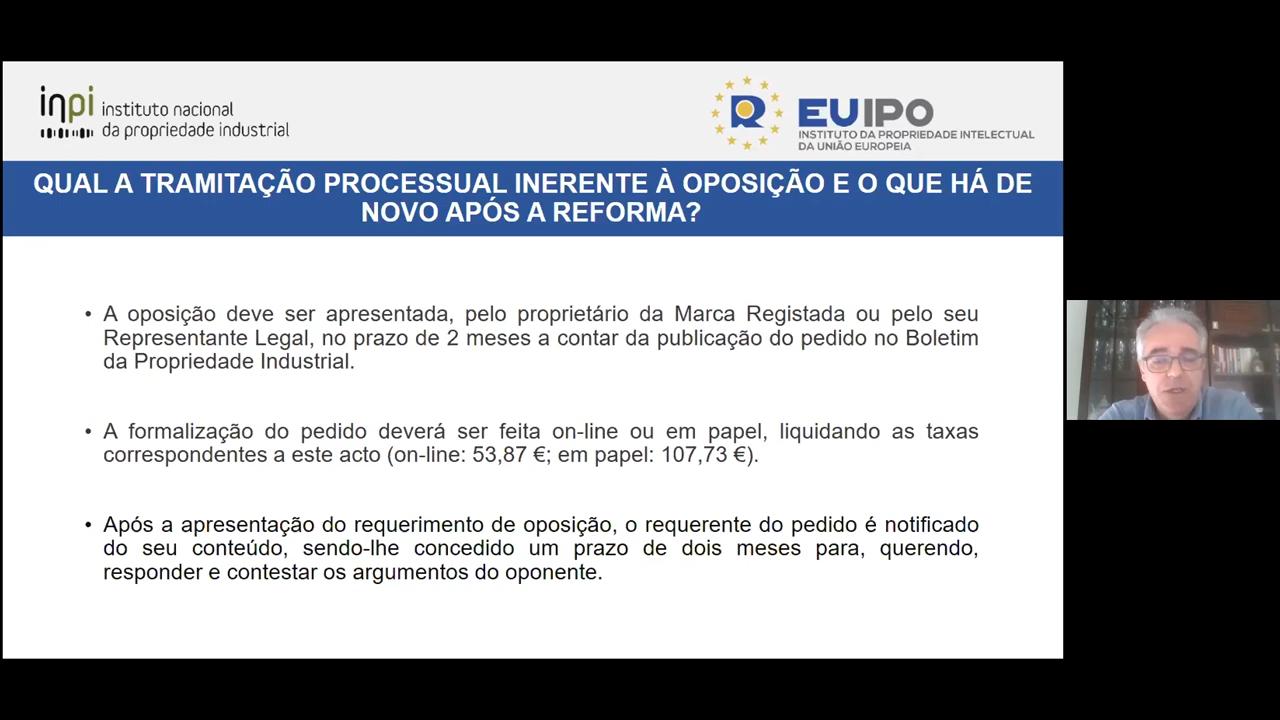 inpi instituto nacional
da propriedade industrial
EUIPO
INSTITUTO DA PROPRIEDADE INTELECTUAL
DA UNIÃO EUROPEIA
QUAL A TRAMITAÇÃO PROCESSUAL INERENTE À OPOSIÇÃO E O QUE HÁ DE
NOVO APÓS A REFORMA?
• A oposição deve ser apresentada, pelo proprietário da Marca Registada ou pelo seu
Representante Legal, no prazo de 2 meses a contar da publicação do pedido no Boletim
da Propriedade Industrial.
• A formalização do pedido deverá ser feita on-line ou em papel, liquidando as taxas
correspondentes a este acto (on-line: 53,87 €; em papel: 107,73 €).
• Após a apresentação do requerimento de oposição, o requerente do pedido é notificado
do seu conteúdo, sendo-lhe concedido um prazo de dois meses para, querendo,
responder e contestar os argumentos do oponente.